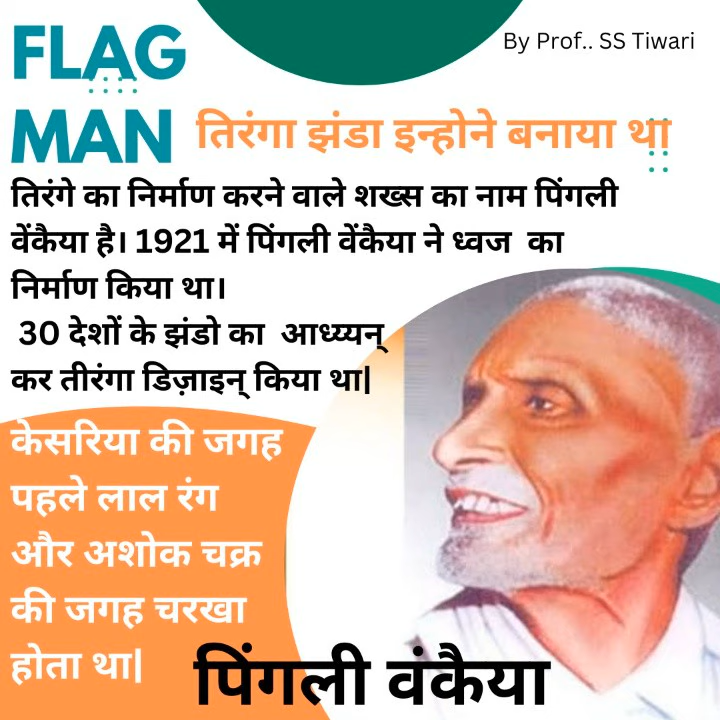 By Prof.. SS Tiwari
FLAG
MAN
तिरंगा झंडा इन्होने बनाया था
तिरंगे का निर्माण करने वाले शख्स का नाम पिंगली
वेंकैया है। 1921 में पिंगली वेंकैया ने ध्वज का
निर्माण किया था।
30 देशों के झंडो का आध्य्यन्
कर तीरंगा डिज़ाइन् किया था|
केसरिया की जगह
पहले लाल रंग
और अशोक चक्र
की जगह चरखा
होता था|
पिंगली वंकैया